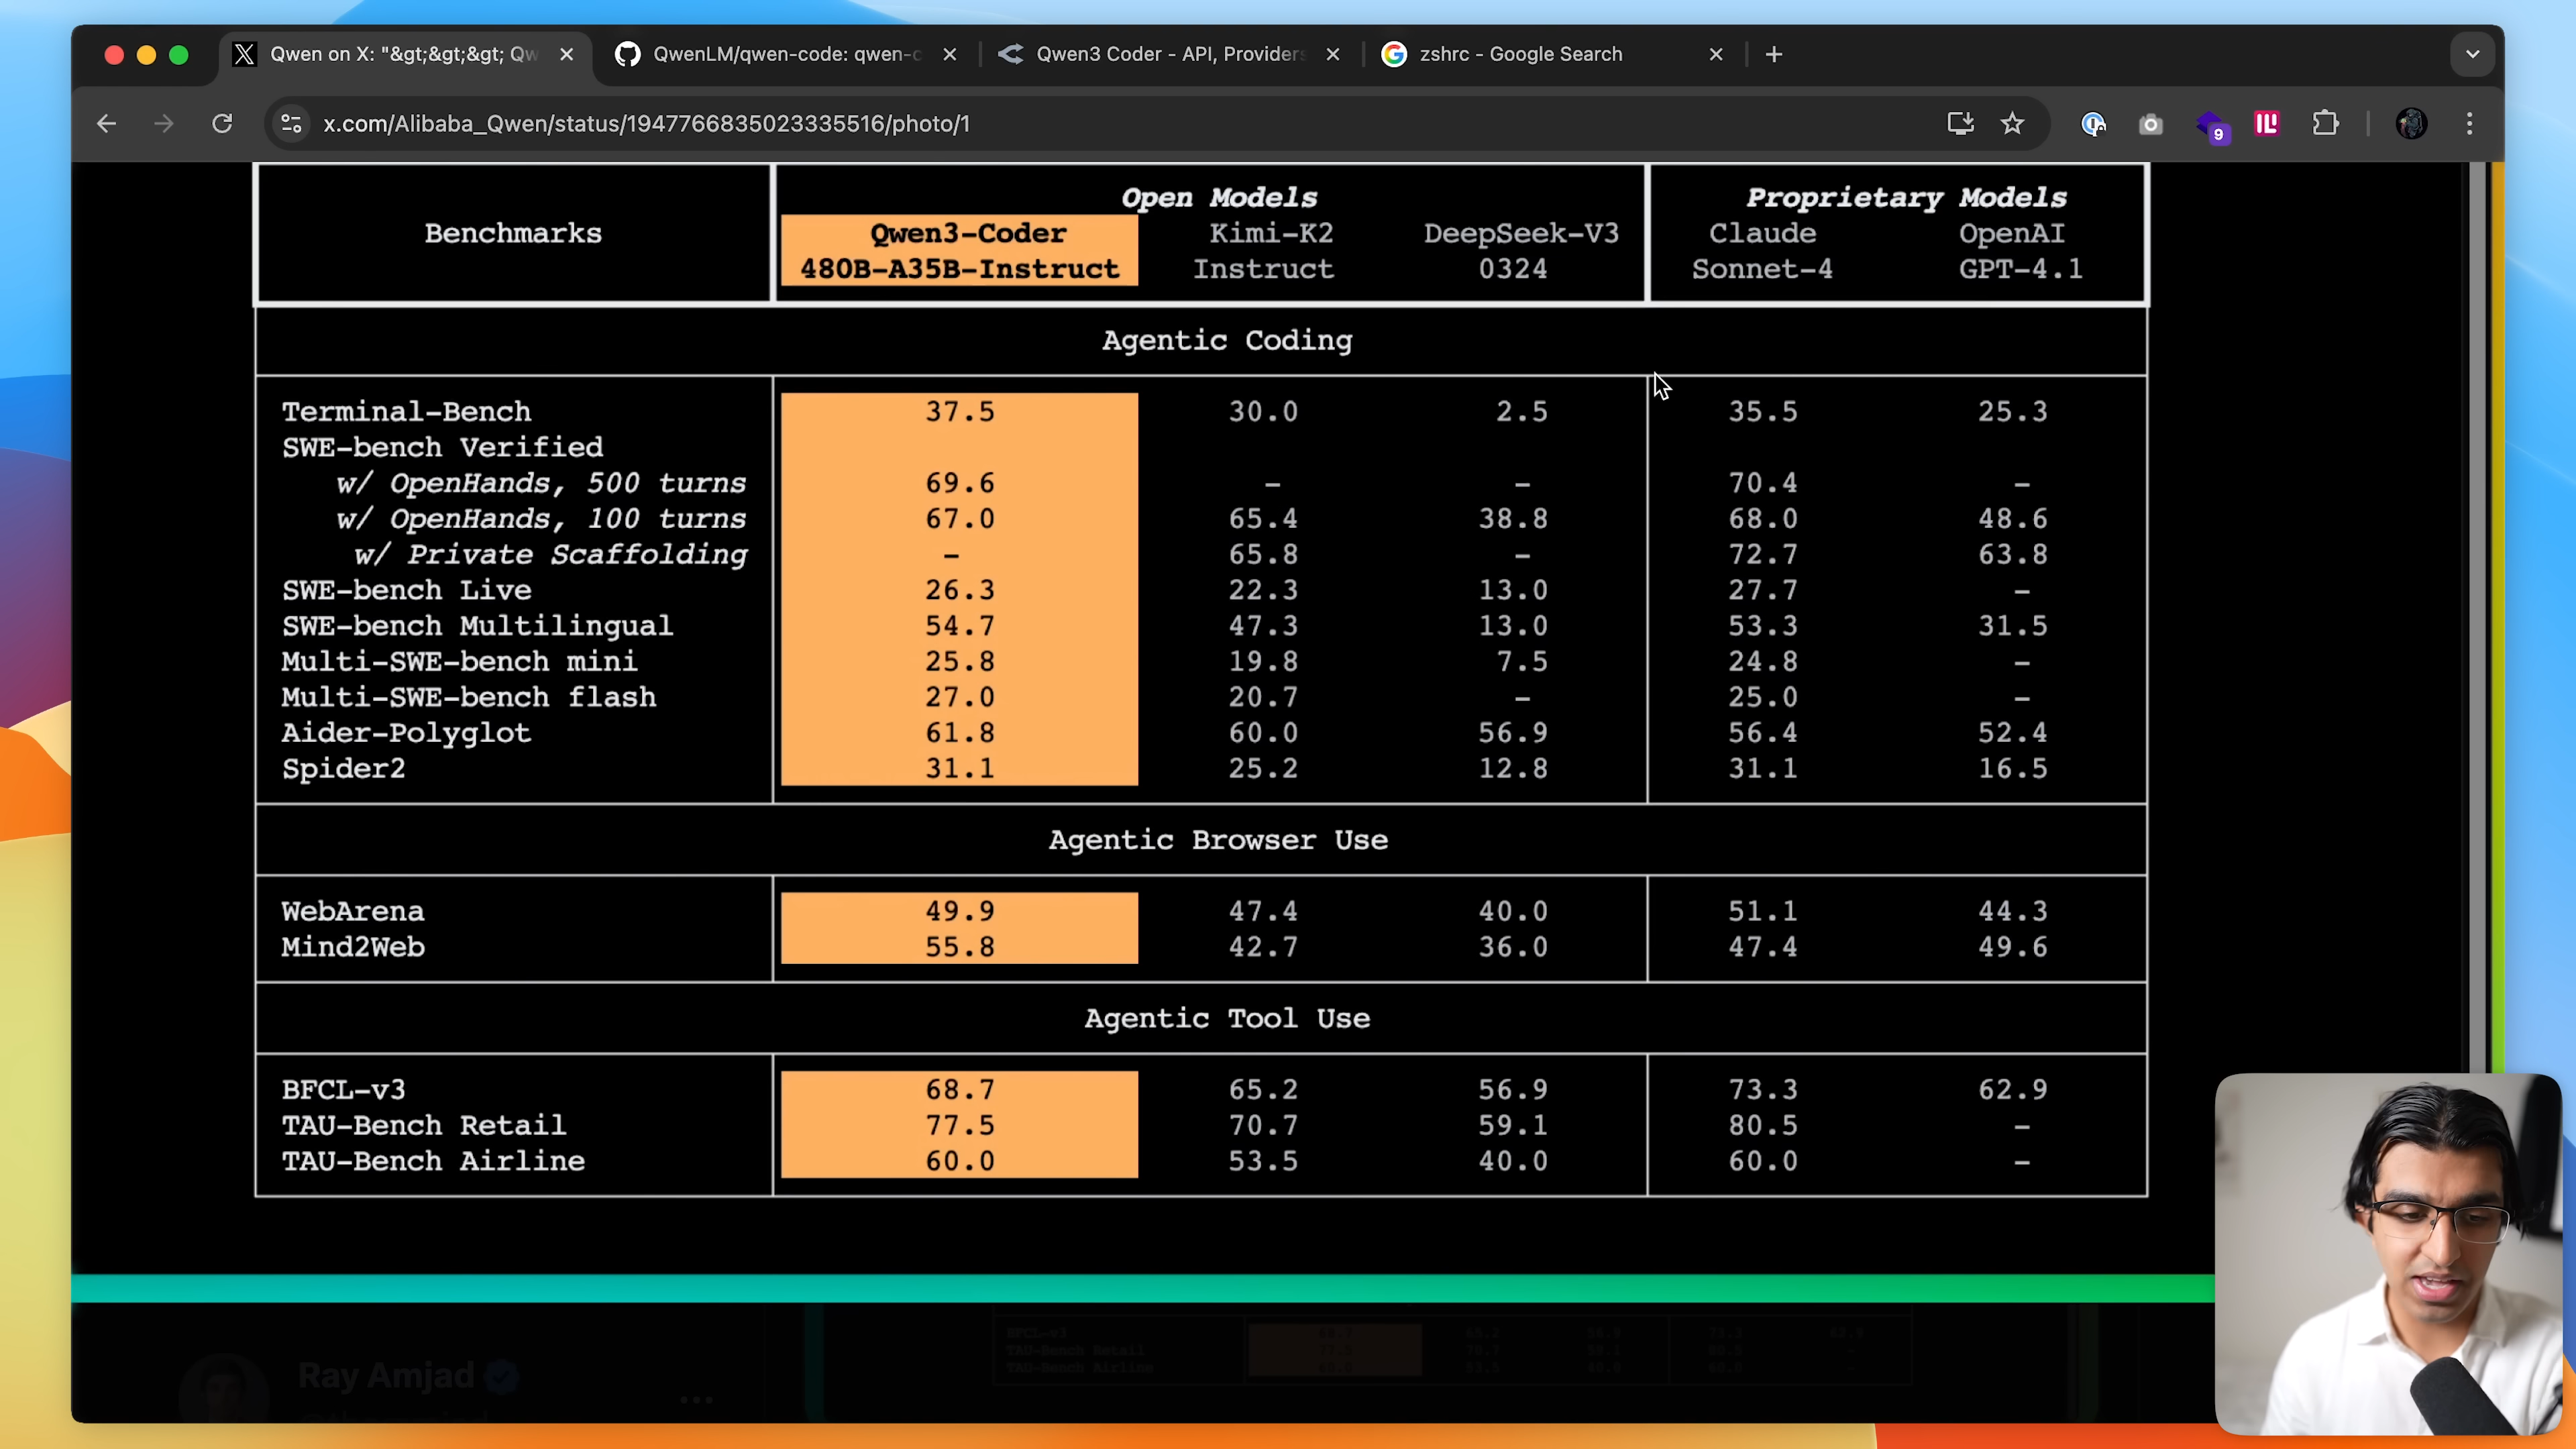 Qwen on X: "&gt;&gt;&gt; Qw
QwenLM/qwen-code: qwen-c
Qwen3 Coder - API, Providers
zshrc - Google Search
x.com/Alibaba_Qwen/status/1947766835023335516/photo/1
9
Benchmarks
Open Models
Proprietary Models
Qwen3-Coder Kimi-K2 DeepSeek-V3 Claude OpenAI
480B-A35B-Instruct Instruct 0324 Sonnet-4 GPT-4.1
Agentic Coding
Terminal-Bench 37.5 30.0 2.5 35.5 25.3
SWE-bench Verified
w/ OpenHands, 500 turns 69.6 – – 70.4 –
w/ OpenHands, 100 turns 67.0 65.4 38.8 68.0 48.6
w/ Private Scaffolding – 65.8 – 72.7 63.8
SWE-bench Live 26.3 22.3 13.0 27.7 –
SWE-bench Multilingual 54.7 47.3 13.0 53.3 31.5
Multi-SWE-bench mini 25.8 19.8 7.5 24.8 –
Multi-SWE-bench flash 27.0 20.7 – 25.0 –
Aider-Polyglot 61.8 60.0 56.9 56.4 52.4
Spider2 31.1 25.2 12.8 31.1 16.5
Agentic Browser Use
WebArena 49.9 47.4 40.0 51.1 44.3
Mind2Web 55.8 42.7 36.0 47.4 49.6
Agentic Tool Use
BFCL-v3 68.7 65.2 56.9 73.3 62.9
TAU-Bench Retail 77.5 70.7 59.1 80.5 –
TAU-Bench Airline 60.0 53.5 40.0 60.0 –
BFCL-v3
TAU-Bench Retail
TAU-Bench Airline
Ray Amjad